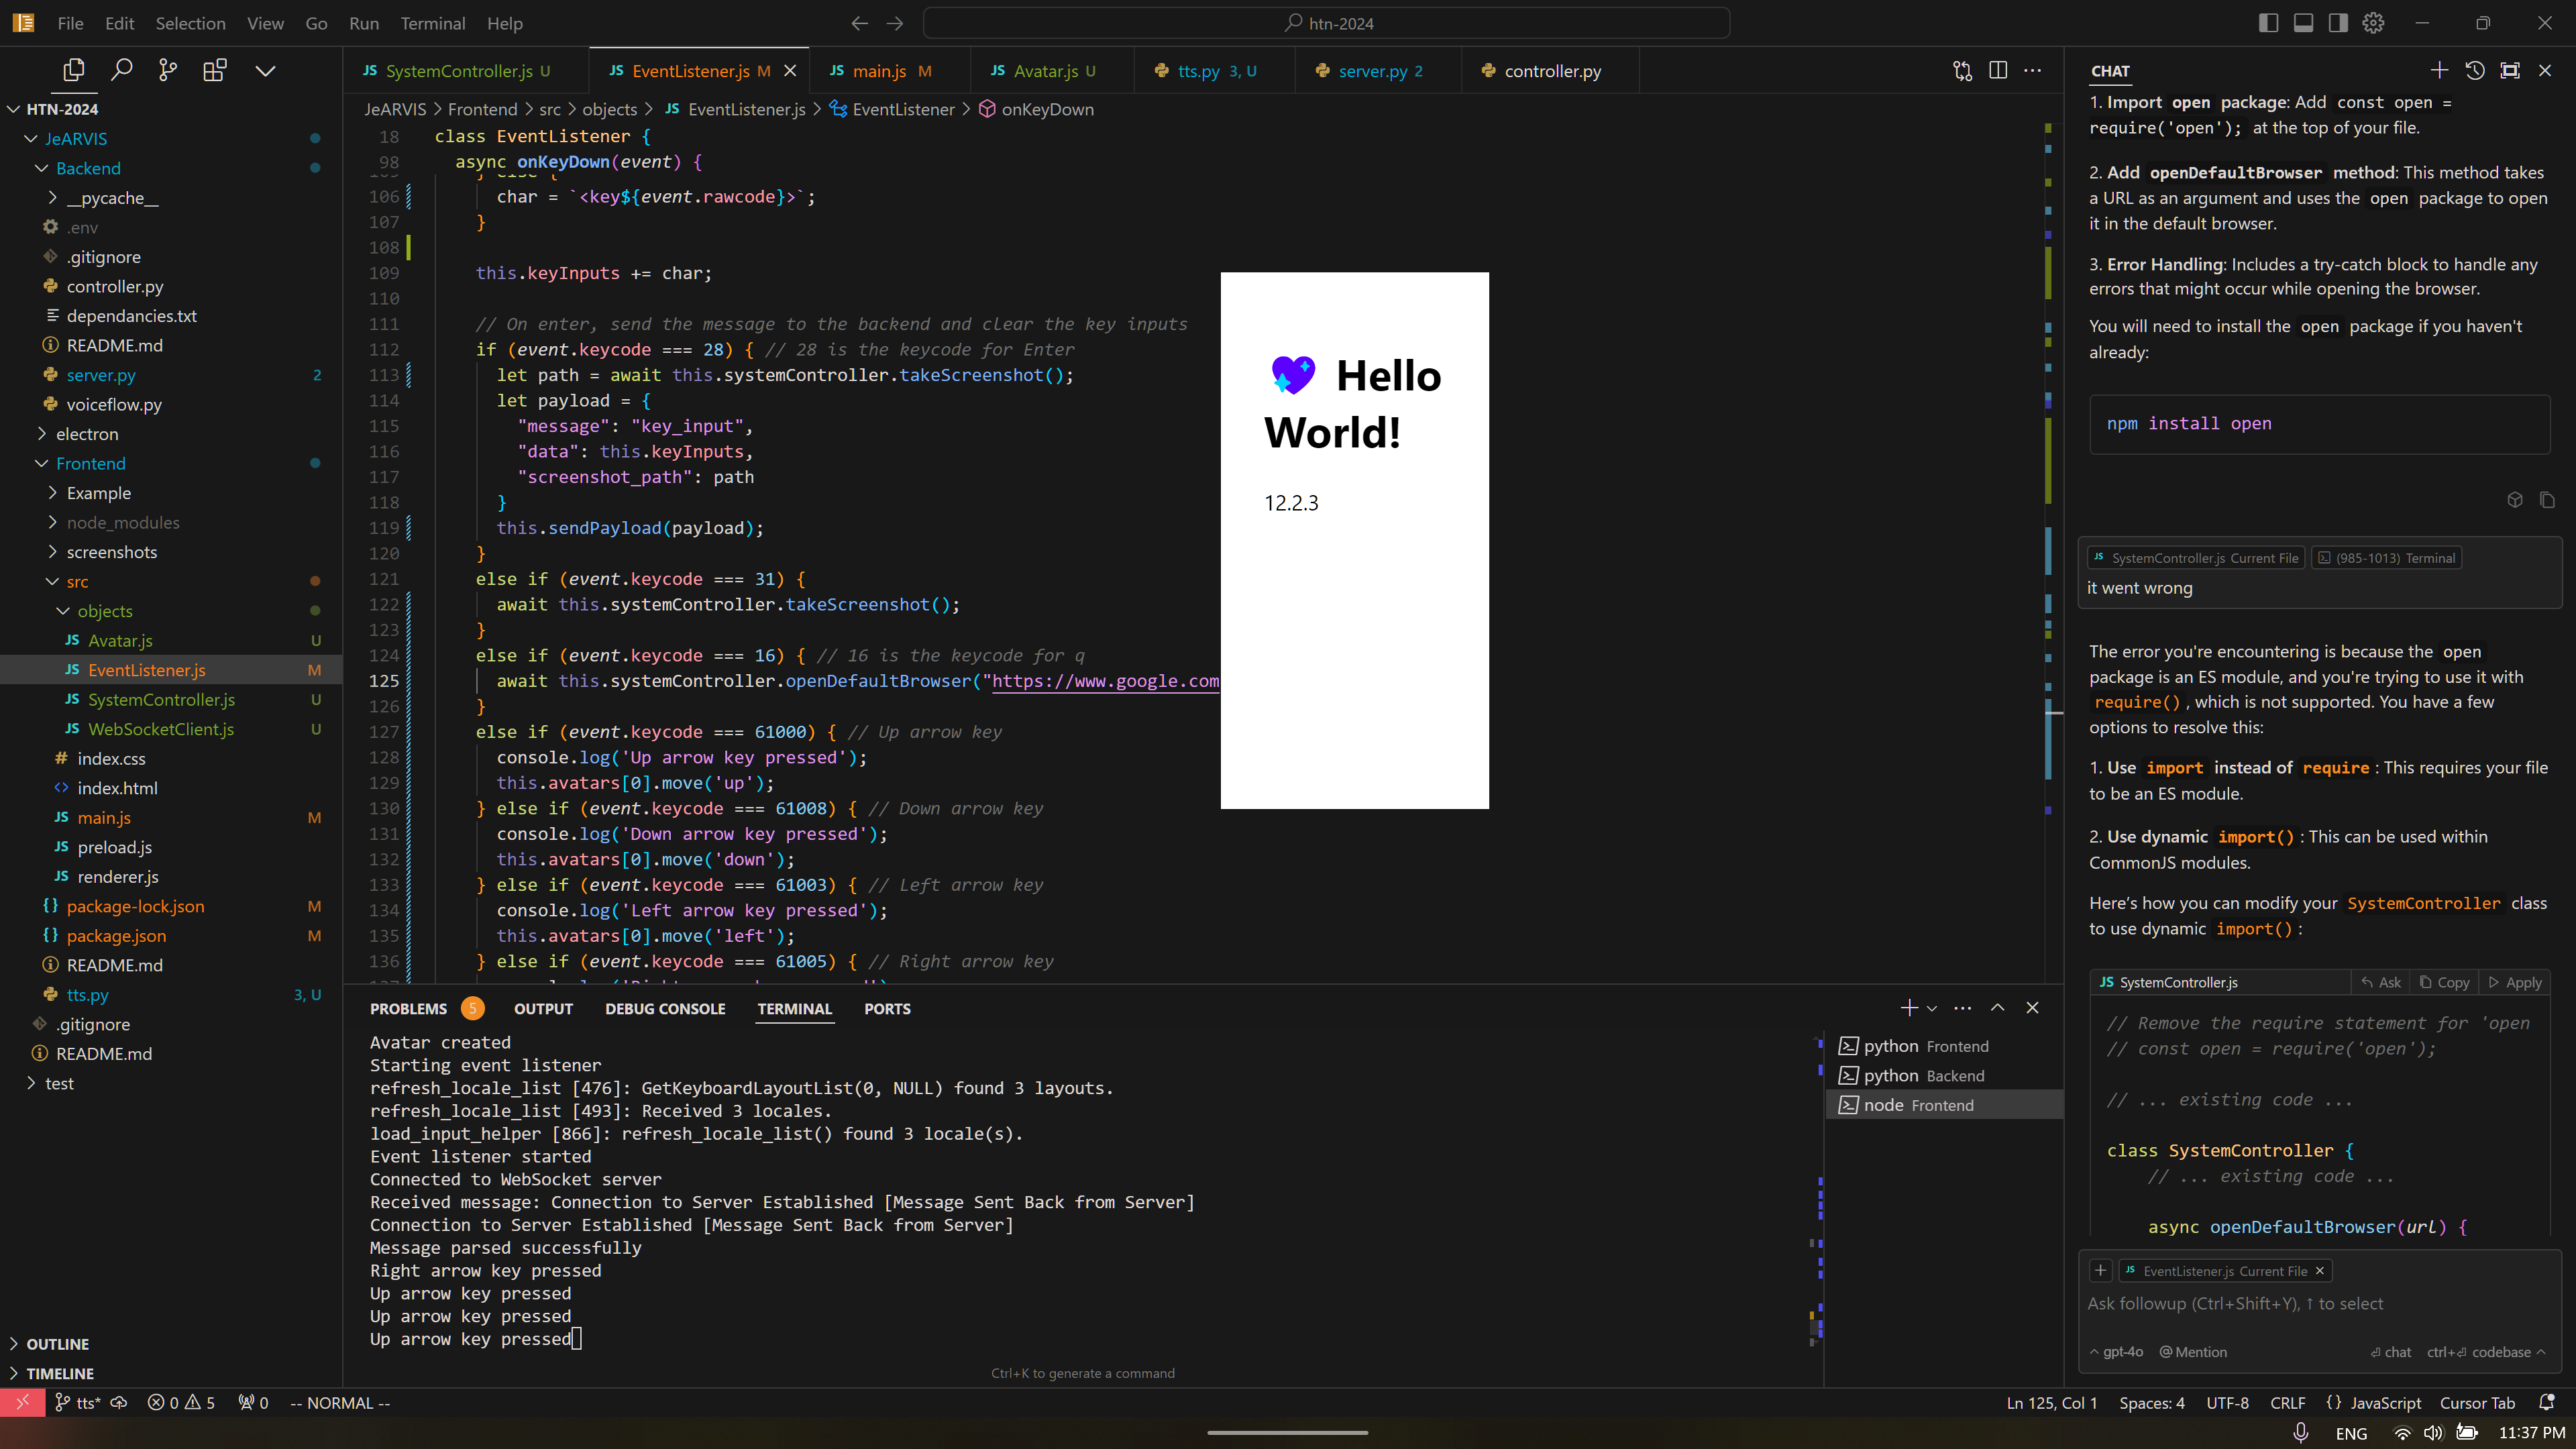 File Edit Selection View Go Run Terminal Help
htn-2024
HTN-2024
JeARVIS
Backend
__pycache__
.env
.gitignore
controller.py
dependancies.txt
README.md
server.py 2
voiceflow.py
electron
Frontend
Example
node_modules
screenshots
src
objects
JS Avatar.js U
JS EventListener.js M
JS SystemController.js U
JS WebSocketClient.js U
# index.css
<> index.html
JS main.js M
JS preload.js
JS renderer.js
{} package-lock.json M
{} package.json M
README.md
tts.py 3, U
.gitignore
README.md
test
OUTLINE
TIMELINE
JS SystemController.js U
JS EventListener.js M
JS main.js M
JS Avatar.js U
tts.py 3, U
server.py 2
controller.py
JeARVIS > Frontend > src > objects > JS EventListener.js > EventListener > onKeyDown
18 class EventListener {
98 async onKeyDown(event) {
106 char = `<key${event.rawcode}>`;
107 }
108
109 this.keyInputs += char;
110
111 // On enter, send the message to the backend and clear the key inputs
112 if (event.keycode === 28) { // 28 is the keycode for Enter
113 let path = await this.systemController.takeScreenshot();
114 let payload = {
115 "message": "key_input",
116 "data": this.keyInputs,
117 "screenshot_path": path
118 }
119 this.sendPayload(payload);
120 }
121 else if (event.keycode === 31) {
122 await this.systemController.takeScreenshot();
123 }
124 else if (event.keycode === 16) { // 16 is the keycode for q
125 await this.systemController.openDefaultBrowser("https://www.google.com
126 }
127 else if (event.keycode === 61000) { // Up arrow key
128 console.log('Up arrow key pressed');
129 this.avatars[0].move('up');
130 } else if (event.keycode === 61008) { // Down arrow key
131 console.log('Down arrow key pressed');
132 this.avatars[0].move('down');
133 } else if (event.keycode === 61003) { // Left arrow key
134 console.log('Left arrow key pressed');
135 this.avatars[0].move('left');
136 } else if (event.keycode === 61005) { // Right arrow key
💜 Hello
World!
12.2.3
PROBLEMS 5 OUTPUT DEBUG CONSOLE TERMINAL PORTS
Avatar created
Starting event listener
refresh_locale_list [476]: GetKeyboardLayoutList(0, NULL) found 3 layouts.
refresh_locale_list [493]: Received 3 locales.
load_input_helper [866]: refresh_locale_list() found 3 locale(s).
Event listener started
Connected to WebSocket server
Received message: Connection to Server Established [Message Sent Back from Server]
Connection to Server Established [Message Sent Back from Server]
Message parsed successfully
Right arrow key pressed
Up arrow key pressed
Up arrow key pressed
Up arrow key pressed
Ctrl+K to generate a command
python Frontend
python Backend
node Frontend
CHAT
1. Import open package: Add const open =
require('open'); at the top of your file.
2. Add openDefaultBrowser method: This method takes
a URL as an argument and uses the open package to open
it in the default browser.
3. Error Handling: Includes a try-catch block to handle any
errors that might occur while opening the browser.
You will need to install the open package if you haven't
already:
npm install open
JS SystemController.js Current File (985-1013) Terminal
it went wrong
The error you're encountering is because the open
package is an ES module, and you're trying to use it with
require(), which is not supported. You have a few
options to resolve this:
1. Use import instead of require: This requires your file
to be an ES module.
2. Use dynamic import(): This can be used within
CommonJS modules.
Here's how you can modify your SystemController class
to use dynamic import():
JS SystemController.js Ask Copy Apply
// Remove the require statement for 'open
// const open = require('open');
// ... existing code ...
class SystemController {
// ... existing code ...
async openDefaultBrowser(url) {
+ JS EventListener.js Current File ×
Ask followup (Ctrl+Shift+Y), ↑ to select
^ gpt-4o @ Mention ⏎ chat ctrl+⏎ codebase ^
tts* 0 5 0 -- NORMAL --
Ln 125, Col 1 Spaces: 4 UTF-8 CRLF {} JavaScript Cursor Tab
ENG 11:37 PM